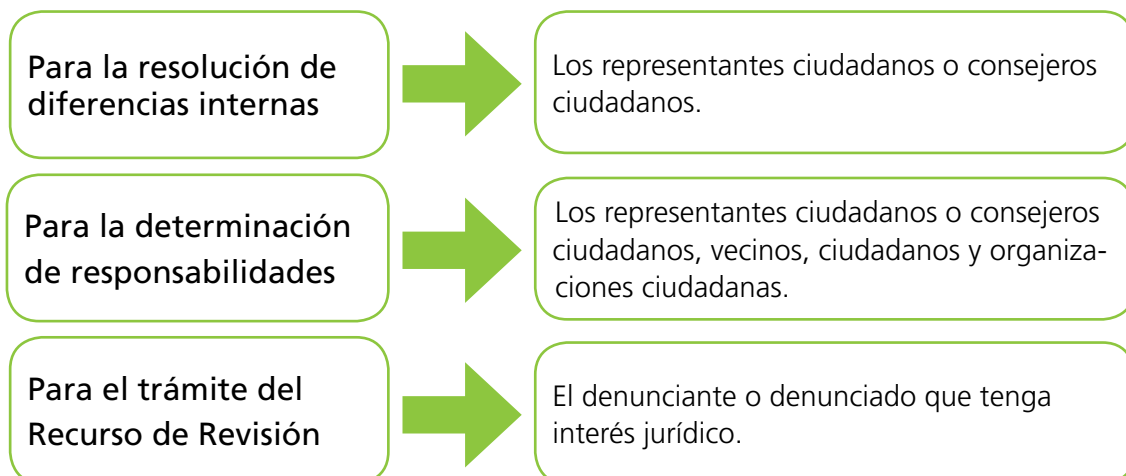 Para la resolución de
diferencias internas
Los representantes ciudadanos o consejeros
ciudadanos.
Para la determinación
de responsabilidades
Los representantes ciudadanos o consejeros
ciudadanos, vecinos, ciudadanos y organiza-
ciones ciudadanas.
Para el trámite del
Recurso de Revisión
El denunciante o denunciado que tenga
interés jurídico.